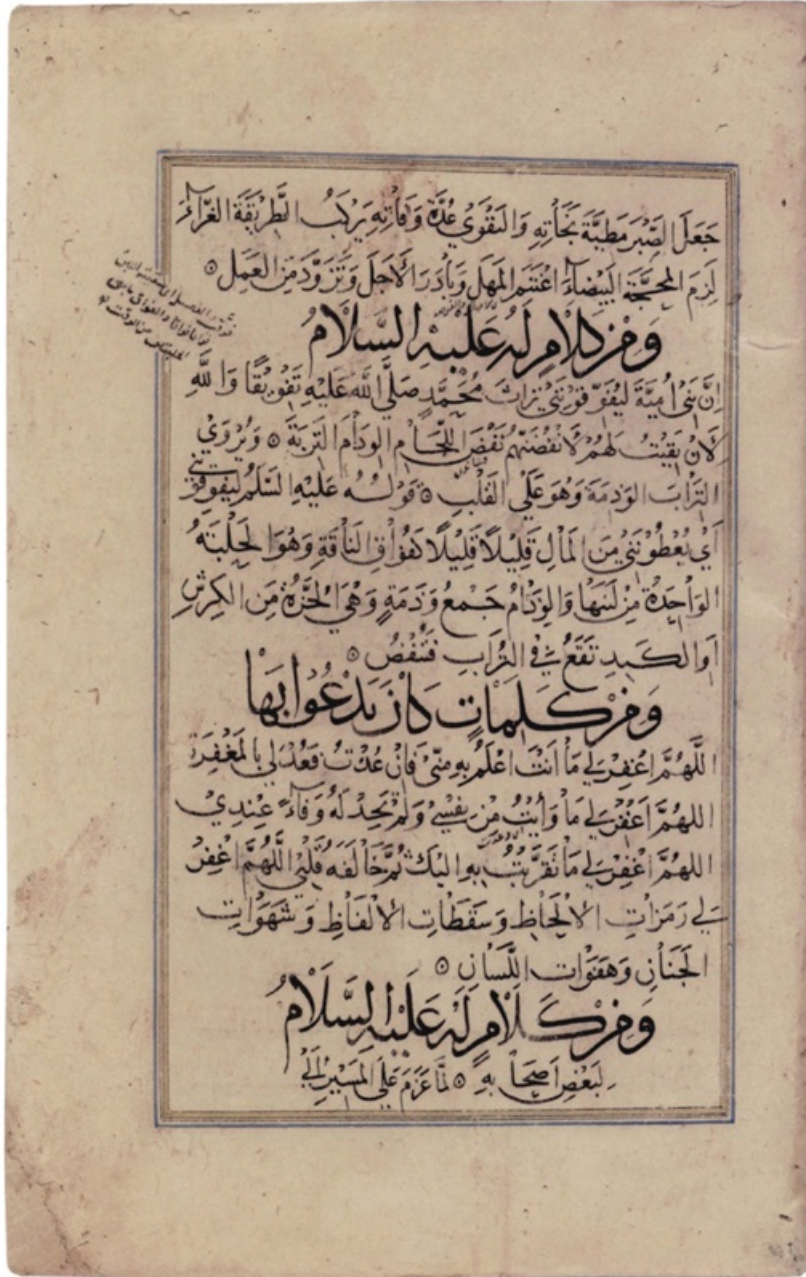 جَعَلَ الصَّبْرَ مَطِيَّةَ نَجَاتِهِ وَالتَّقْوَى عُدَّةَ وَفَاتِهِ يَرْكَبُ الطَّرِيقَةَ الغَرَّاءَ
لَزِمَ المَحَجَّةَ البَيْضَاءَ اغْتَنَمَ المَهَلَ وَبَادَرَ الأَجَلَ وَتَزَوَّدَ مِنَ العَمَلِ ۞
وَمِنْ كَلَامٍ لَهُ عَلَيْهِ السَّلَامُ
إِنَّ بَنِي أُمَيَّةَ لَيُفَوِّقُونَنِي تُرَاثَ مُحَمَّدٍ صَلَّى اللَّهُ عَلَيْهِ تَفْوِيقًا وَاللَّهِ
لَأَنْ بَقِيتُ لَهُمْ لَأَنْفُضَنَّهُمْ نَفْضَ اللَّحَّامِ الوِذَامَ التَّرِبَةَ ۞ وَيُرْوَى
التُّرَابَ الوَذِمَةَ وَهُوَ عَلَى القَلْبِ ۞ قَوْلُهُ عَلَيْهِ السَّلَمُ لَيُفَوِّقُونَنِي
أَيْ يُعْطُونَنِي مِنَ المَالِ قَلِيلًا قَلِيلًا كَفُوَاقِ النَّاقَةِ وَهُوَ الحَلْبَةُ
الوَاحِدَةُ مِنْ لَبَنِهَا وَالوِذَامُ جَمْعُ وَذَمَةٍ وَهِيَ الحُزَّةُ مِنَ الكَرِشِ
أَوِ الكَبِدِ تَقَعُ فِي التُّرَابِ فَتُنْفَضُ ۞
وَمِنْ كَلِمَاتٍ كَانَ يَدْعُو بِهَا
اللَّهُمَّ اغْفِرْ لِي مَا أَنْتَ أَعْلَمُ بِهِ مِنِّي فَإِنْ عُدْتُ فَعُدْ لِي بِالمَغْفِرَةِ
اللهُمَّ اغْفِرْ لِي مَا وَأَيْتُ مِنْ نَفْسِي وَلَمْ تَجِدْ لَهُ وَفَاءً عِنْدِي
اللهُمَّ اغْفِرْ لِي مَا تَقَرَّبْتُ بِهِ إِلَيْكَ ثُمَّ خَالَفَهُ قَلْبِي اللَّهُمَّ اغْفِرْ
لِي رَمَزَاتِ الأَلْحَاظِ وَسَقَطَاتِ الأَلْفَاظِ وَشَهَوَاتِ
الجَنَانِ وَهَفَوَاتِ اللِّسَانِ ۞
وَمِنْ كَلَامٍ لَهُ عَلَيْهِ السَّلَامُ
لِبَعْضِ أَصْحَابِهِ ۞ لَمَّا عَزَمَ عَلَى المَسِيرِ إِلَى